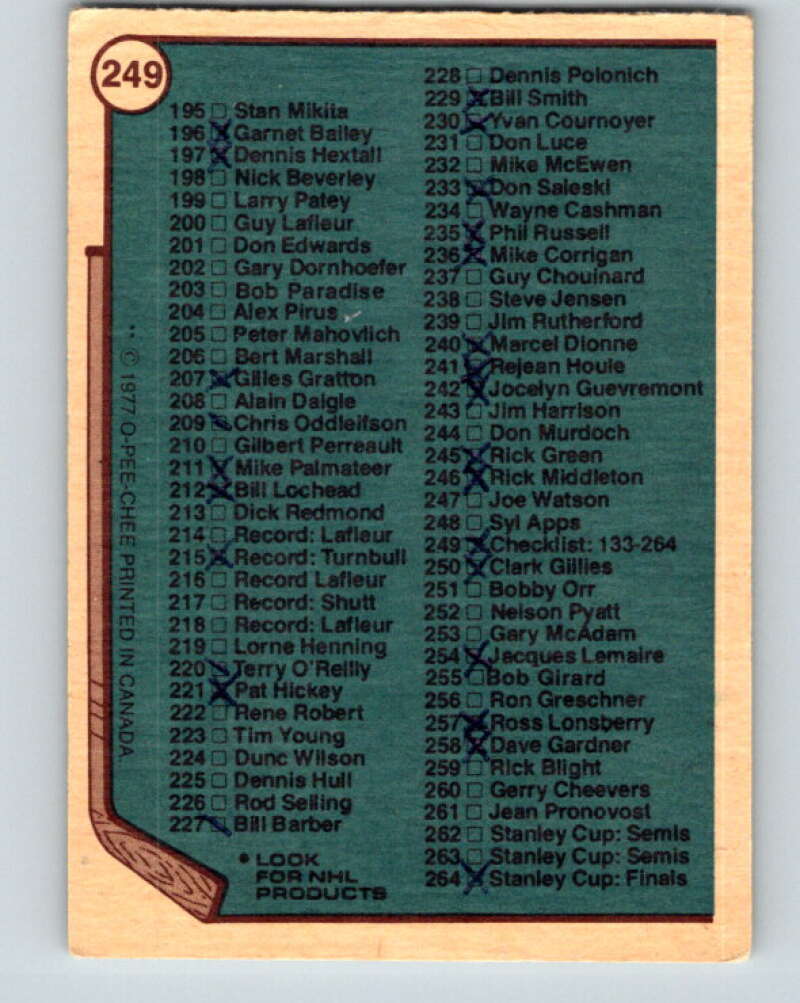 249
195 ☐ Stan Mikita
196 ☒ Garnet Bailey
197 ☒ Dennis Hextall
198 ☐ Nick Beverley
199 ☐ Larry Patey
200 ☐ Guy Lafleur
201 ☐ Don Edwards
202 ☐ Gary Dornhoefer
203 ☐ Bob Paradise
204 ☐ Alex Pirus
205 ☐ Peter Mahovlich
206 ☐ Bert Marshall
207 ☒ Gilles Gratton
208 ☐ Alain Daigle
209 ☒ Chris Oddleifson
210 ☐ Gilbert Perreault
211 ☒ Mike Palmateer
212 ☒ Bill Lochead
213 ☐ Dick Redmond
214 ☐ Record: Lafleur
215 ☒ Record: Turnbull
216 ☐ Record Lafleur
217 ☐ Record: Shutt
218 ☐ Record: Lafleur
219 ☐ Lorne Henning
220 ☒ Terry O'Reilly
221 ☒ Pat Hickey
222 ☐ Rene Robert
223 ☐ Tim Young
224 ☐ Dunc Wilson
225 ☐ Dennis Hull
226 ☐ Rod Seiling
227 ☒ Bill Barber
• LOOK
FOR NHL
PRODUCTS
228 ☐ Dennis Polonich
229 ☒ Bill Smith
230 ☒ Yvan Cournoyer
231 ☐ Don Luce
232 ☐ Mike McEwen
233 ☒ Don Saleski
234 ☐ Wayne Cashman
235 ☒ Phil Russell
236 ☒ Mike Corrigan
237 ☐ Guy Chouinard
238 ☐ Steve Jensen
239 ☐ Jim Rutherford
240 ☒ Marcel Dionne
241 ☒ Rejean Houle
242 ☒ Jocelyn Guevremont
243 ☐ Jim Harrison
244 ☐ Don Murdoch
245 ☒ Rick Green
246 ☒ Rick Middleton
247 ☐ Joe Watson
248 ☐ Syl Apps
249 ☒ Checklist: 133-264
250 ☒ Clark Gillies
251 ☐ Bobby Orr
252 ☐ Nelson Pyatt
253 ☐ Gary McAdam
254 ☒ Jacques Lemaire
255 ☐ Bob Girard
256 ☐ Ron Greschner
257 ☒ Ross Lonsberry
258 ☒ Dave Gardner
259 ☐ Rick Blight
260 ☐ Gerry Cheevers
261 ☐ Jean Pronovost
262 ☐ Stanley Cup: Semis
263 ☐ Stanley Cup: Semis
264 ☒ Stanley Cup: Finals
** © 1977 O-PEE-CHEE PRINTED IN CANADA.